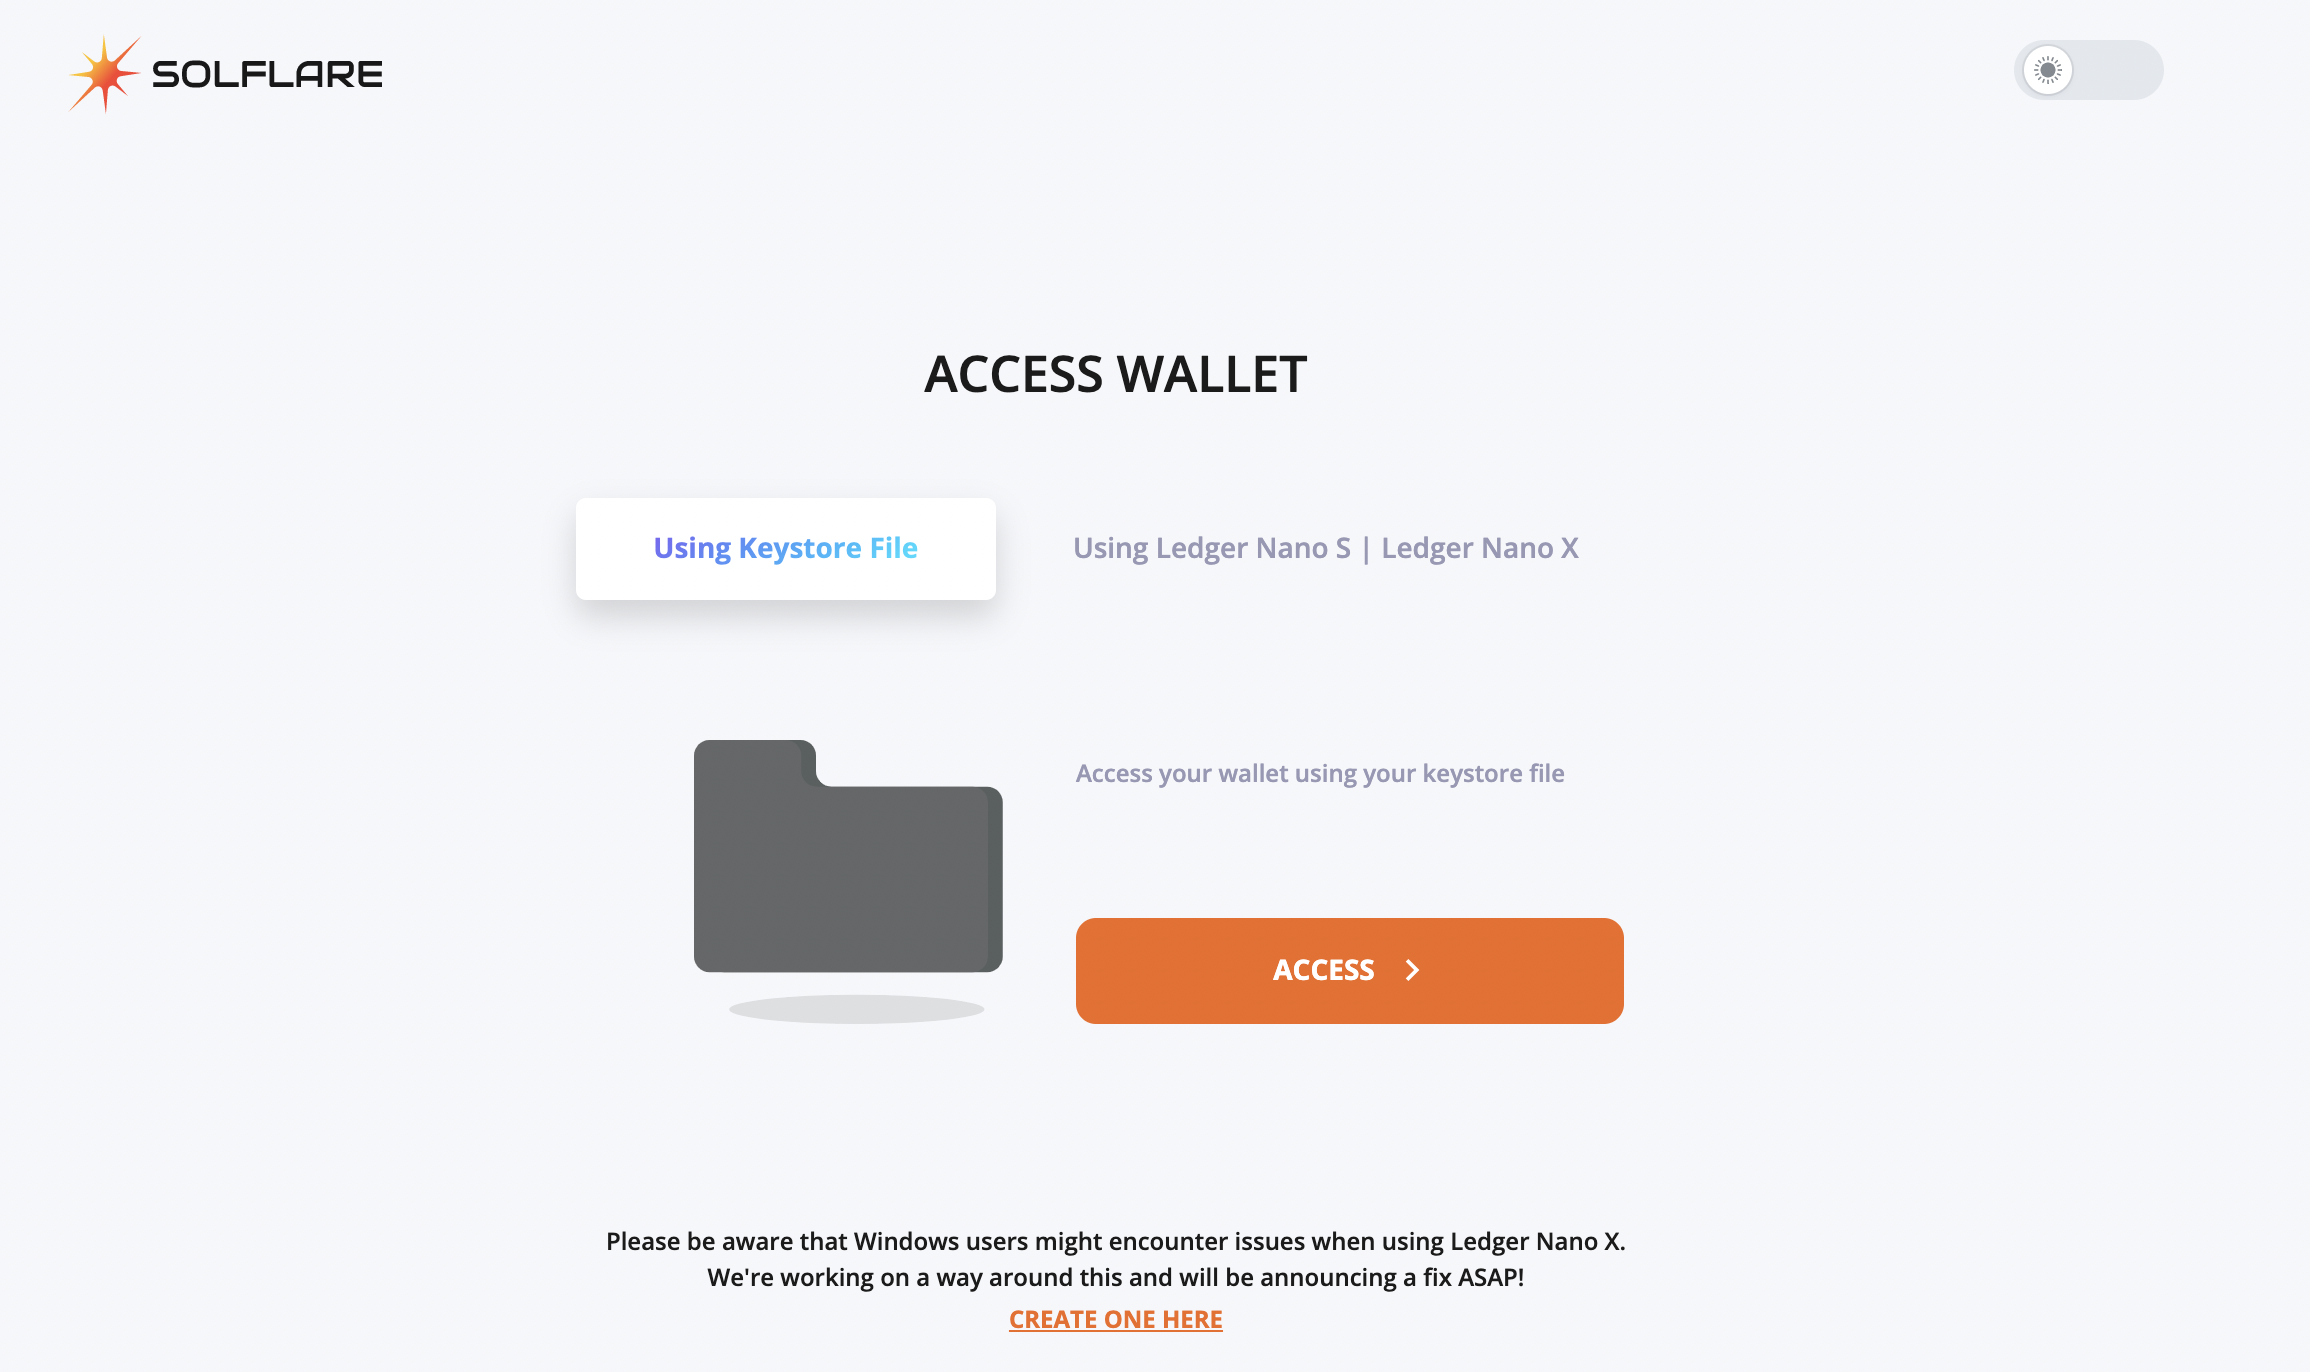 SOLFLARE
ACCESS WALLET
Using Keystore File
Using Ledger Nano S | Ledger Nano X
Access your wallet using your keystore file
ACCESS
Please be aware that Windows users might encounter issues when using Ledger Nano X.
We're working on a way around this and will be announcing a fix ASAP!
CREATE ONE HERE